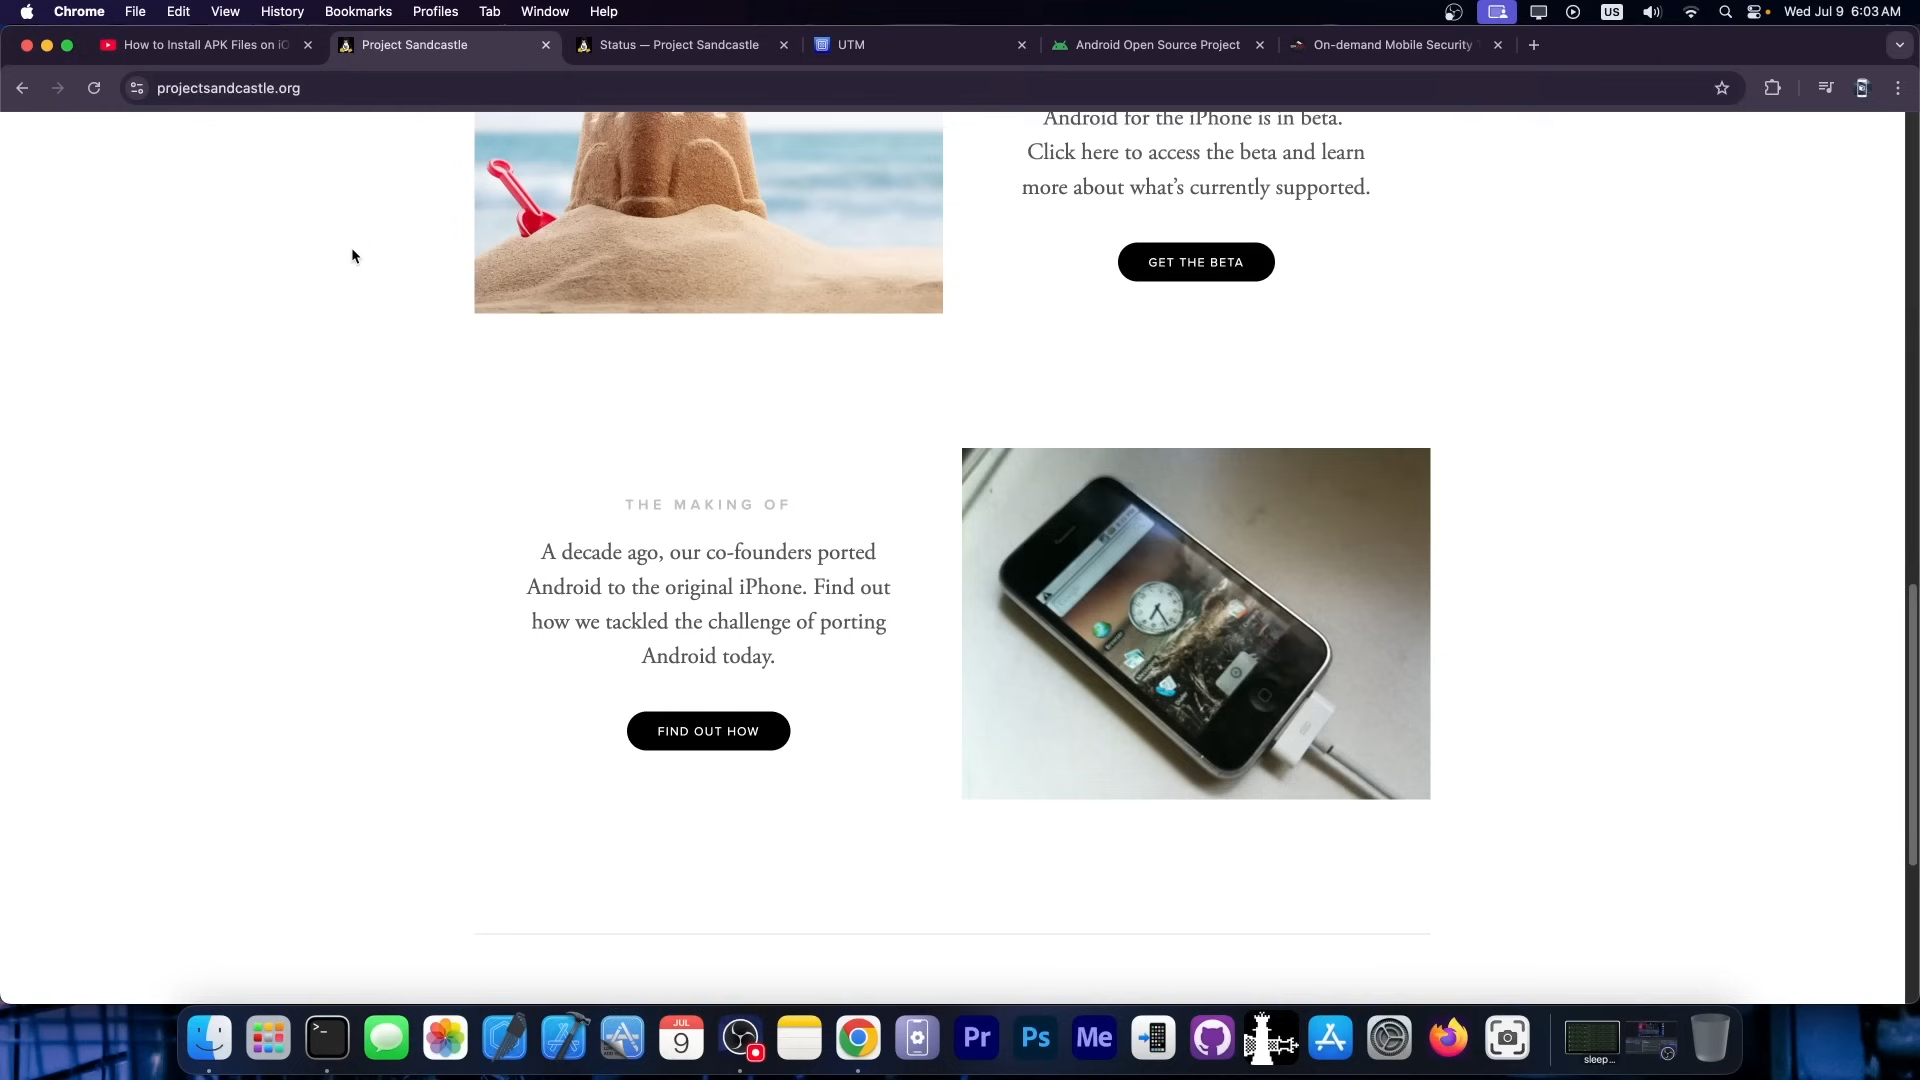 Chrome File Edit View History Bookmarks Profiles Tab Window Help US Wed Jul 9 6:03 AM
How to Install APK Files on iO Project Sandcastle Status — Project Sandcastle UTM Android Open Source Project On-demand Mobile Security
projectsandcastle.org
Android for the iPhone is in beta.
Click here to access the beta and learn
more about what's currently supported.
GET THE BETA
THE MAKING OF
A decade ago, our co-founders ported
Android to the original iPhone. Find out
how we tackled the challenge of porting
Android today.
FIND OUT HOW
JUL
9
Pr Ps Me
sleep...